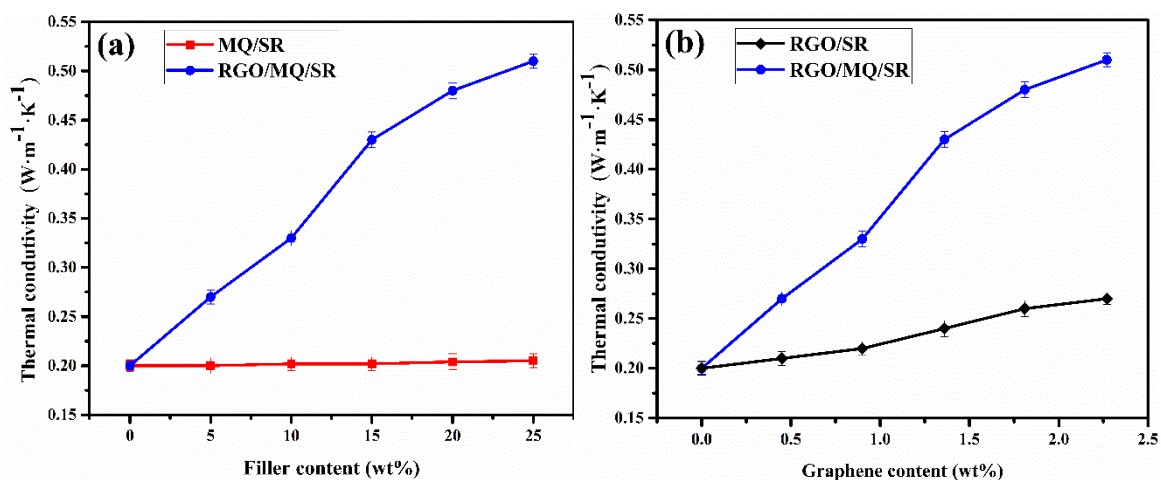 (a)
MQ/SR
RGO/MQ/SR
Thermal condutivity (W·m⁻¹·K⁻¹)
0.55
0.50
0.45
0.40
0.35
0.30
0.25
0.20
0.15
0 5 10 15 20 25
Filler content (wt%)
(b)
RGO/SR
RGO/MQ/SR
Thermal condutivity (W·m⁻¹·K⁻¹)
0.55
0.50
0.45
0.40
0.35
0.30
0.25
0.20
0.15
0.0 0.5 1.0 1.5 2.0 2.5
Graphene content (wt%)